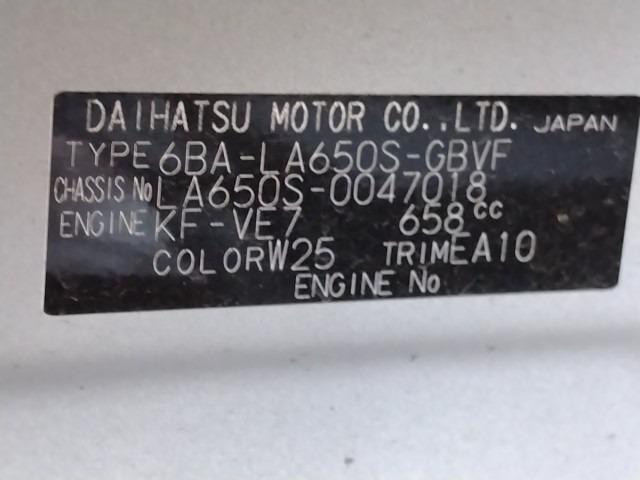 DAIHATSU MOTOR CO.,LTD. JAPAN
TYPE 6BA-LA650S-GBVF
CHASSIS No LA650S-0047018
ENGINE KF-VE7 658cc
COLOR W25 TRIM EA10
ENGINE No